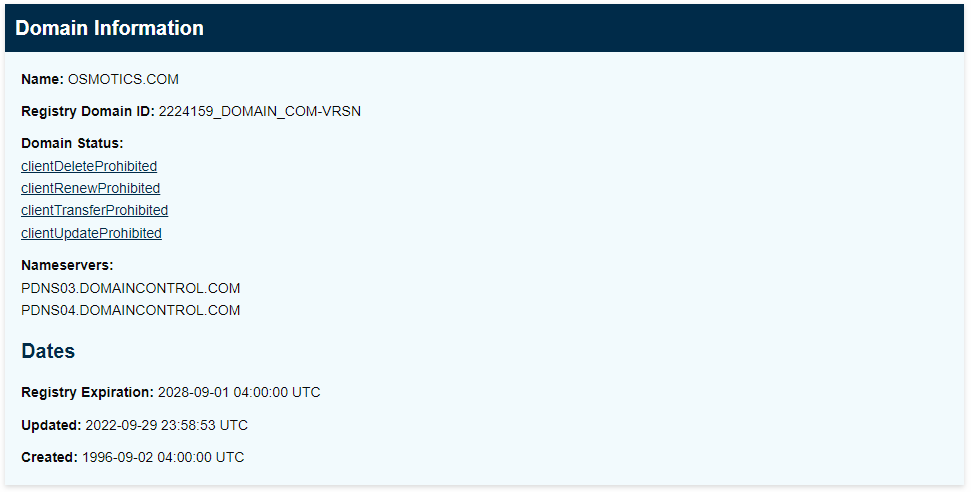 Domain Information
Name: OSMOTICS.COM
Registry Domain ID: 2224159_DOMAIN_COM-VRSN
Domain Status:
clientDeleteProhibited
clientRenewProhibited
clientTransferProhibited
clientUpdateProhibited
Nameservers:
PDNS03.DOMAINCONTROL.COM
PDNS04.DOMAINCONTROL.COM
Dates
Registry Expiration: 2028-09-01 04:00:00 UTC
Updated: 2022-09-29 23:58:53 UTC
Created: 1996-09-02 04:00:00 UTC